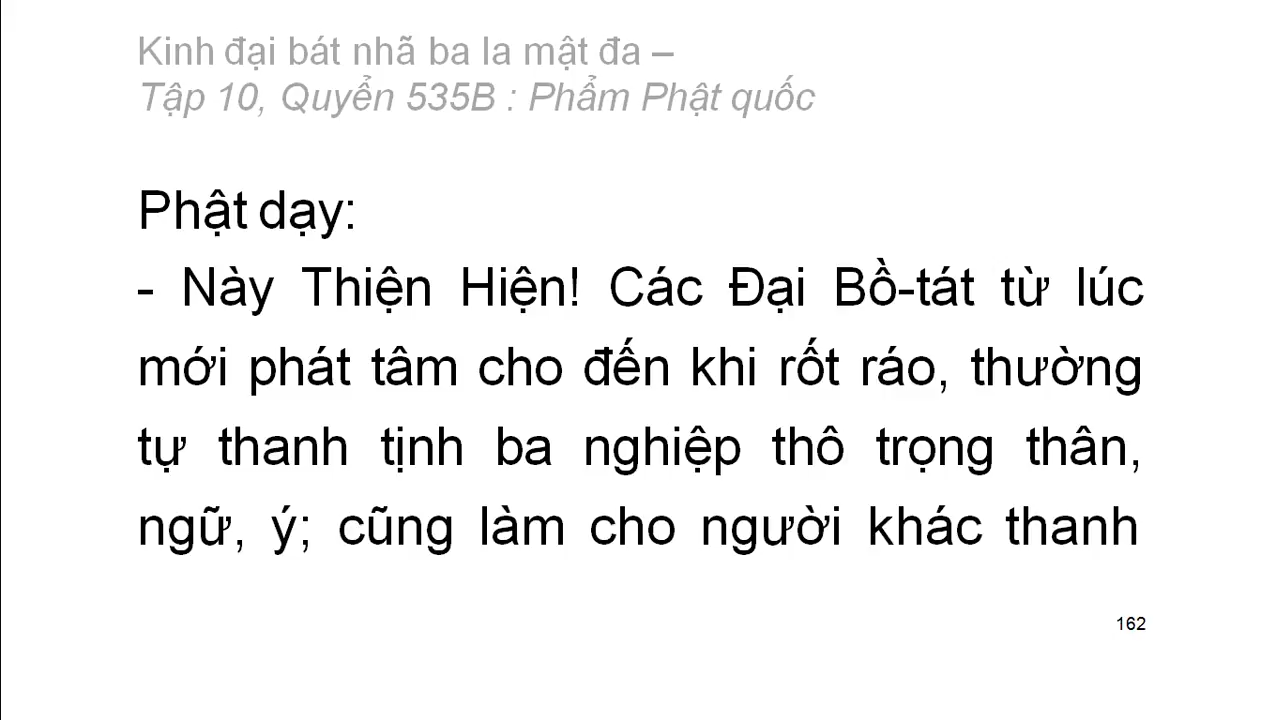 Kinh đại bát nhã ba la mật đa –
Tập 10, Quyển 535B : Phẩm Phật quốc
Phật dạy:
- Này Thiện Hiện! Các Đại Bồ-tát từ lúc
mới phát tâm cho đến khi rốt ráo, thường
tự thanh tịnh ba nghiệp thô trọng thân,
ngữ, ý; cũng làm cho người khác thanh
162